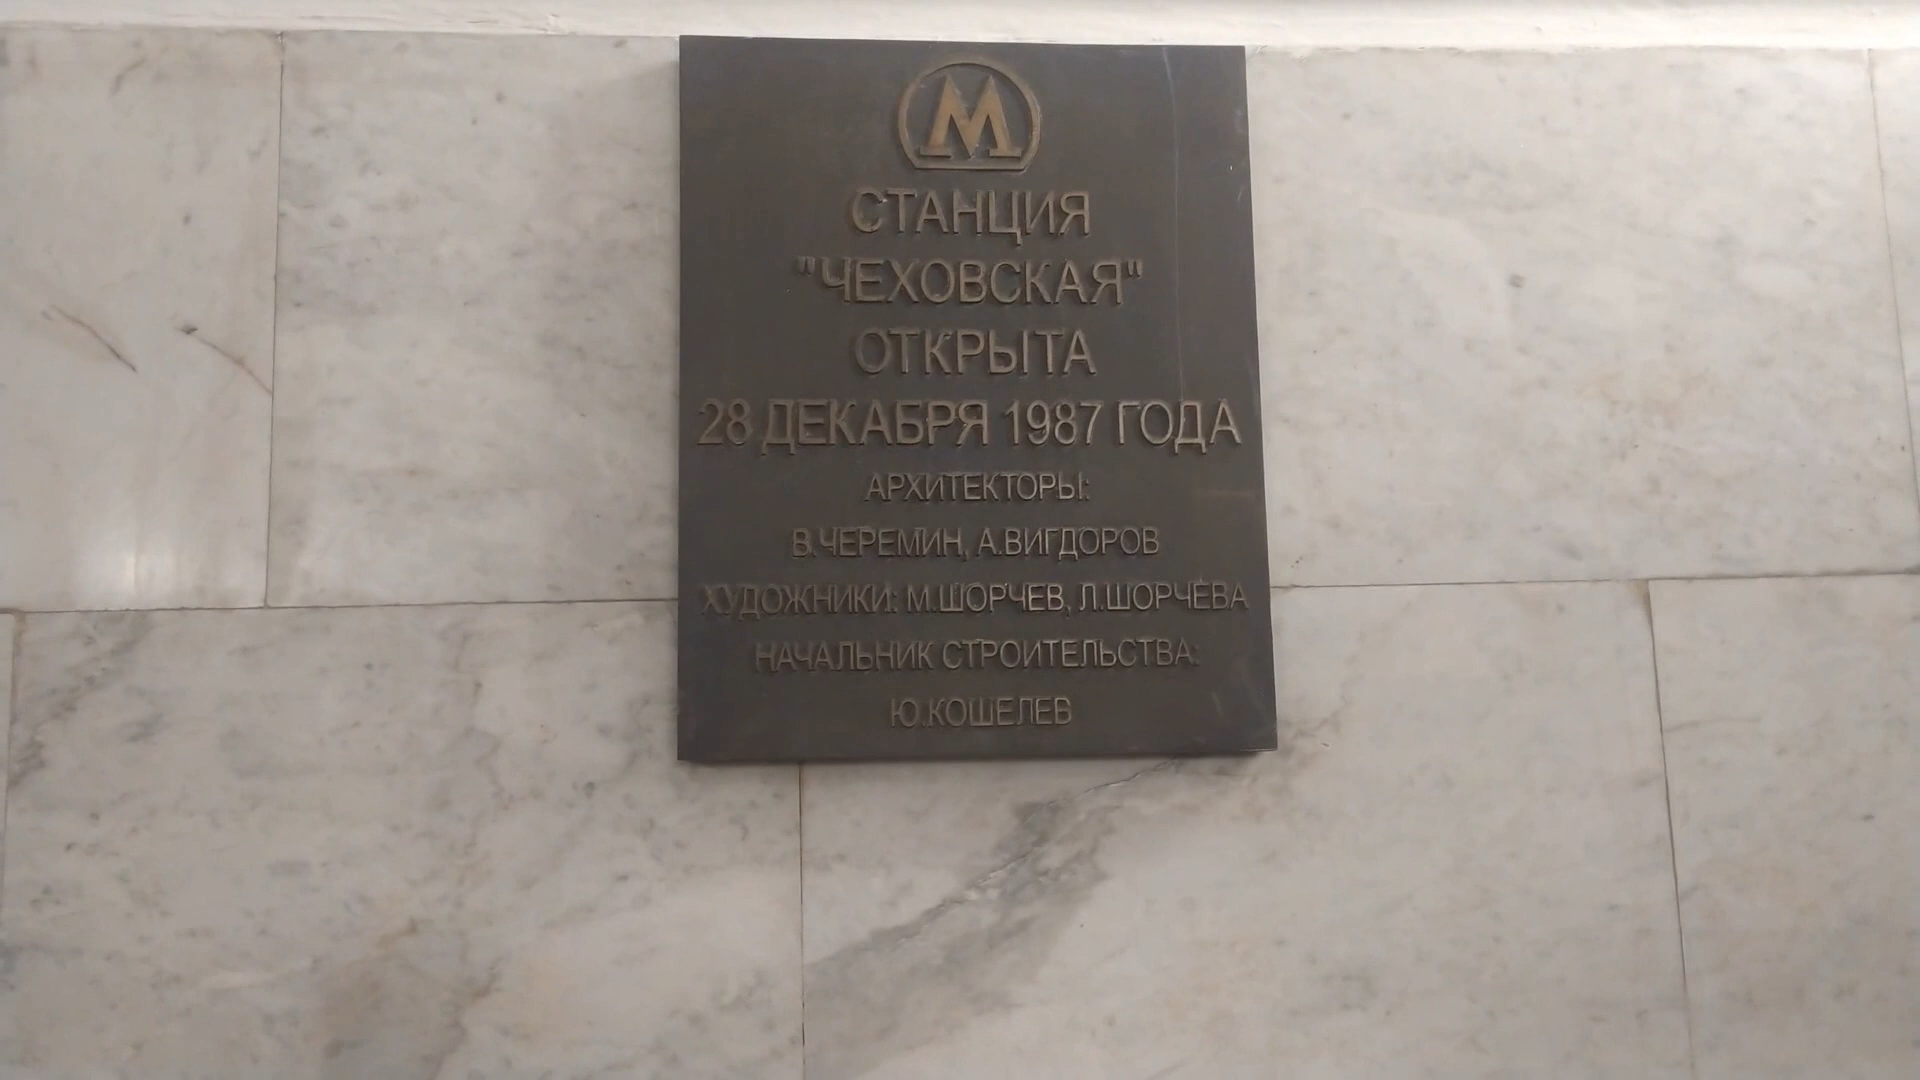 М
СТАНЦИЯ
"ЧЕХОВСКАЯ"
ОТКРЫТА
28 ДЕКАБРЯ 1987 ГОДА
АРХИТЕКТОРЫ:
В.ЧЕРЕМИН, А.ВИГДОРОВ
ХУДОЖНИКИ: М.ШОРЧЕВ, Л.ШОРЧЕВА
НАЧАЛЬНИК СТРОИТЕЛЬСТВА:
Ю.КОШЕЛЕВ